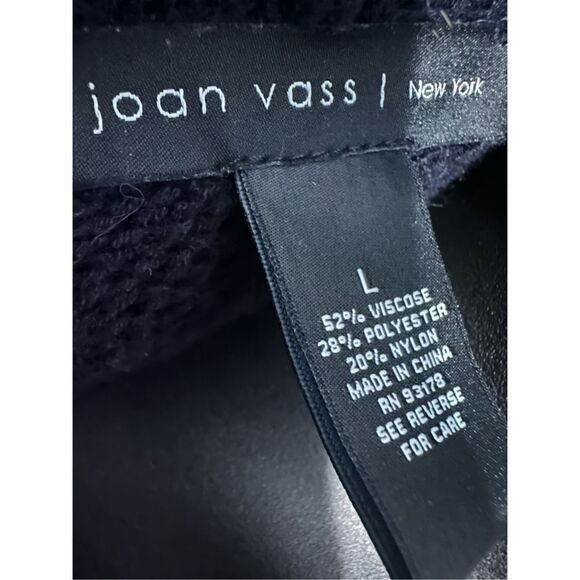 joan vass | New York
L
52% VISCOSE
28% POLYESTER
20% NYLON
MADE IN CHINA
RN 93178
SEE REVERSE
FOR CARE